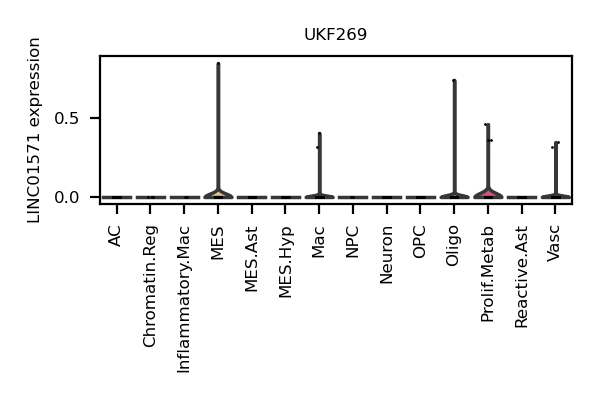 UKF269
LINC01571 expression
0.5
0.0
AC
Chromatin.Reg
Inflammatory.Mac
MES
MES.Ast
MES.Hyp
Mac
NPC
Neuron
OPC
Oligo
Prolif.Metab
Reactive.Ast
Vasc